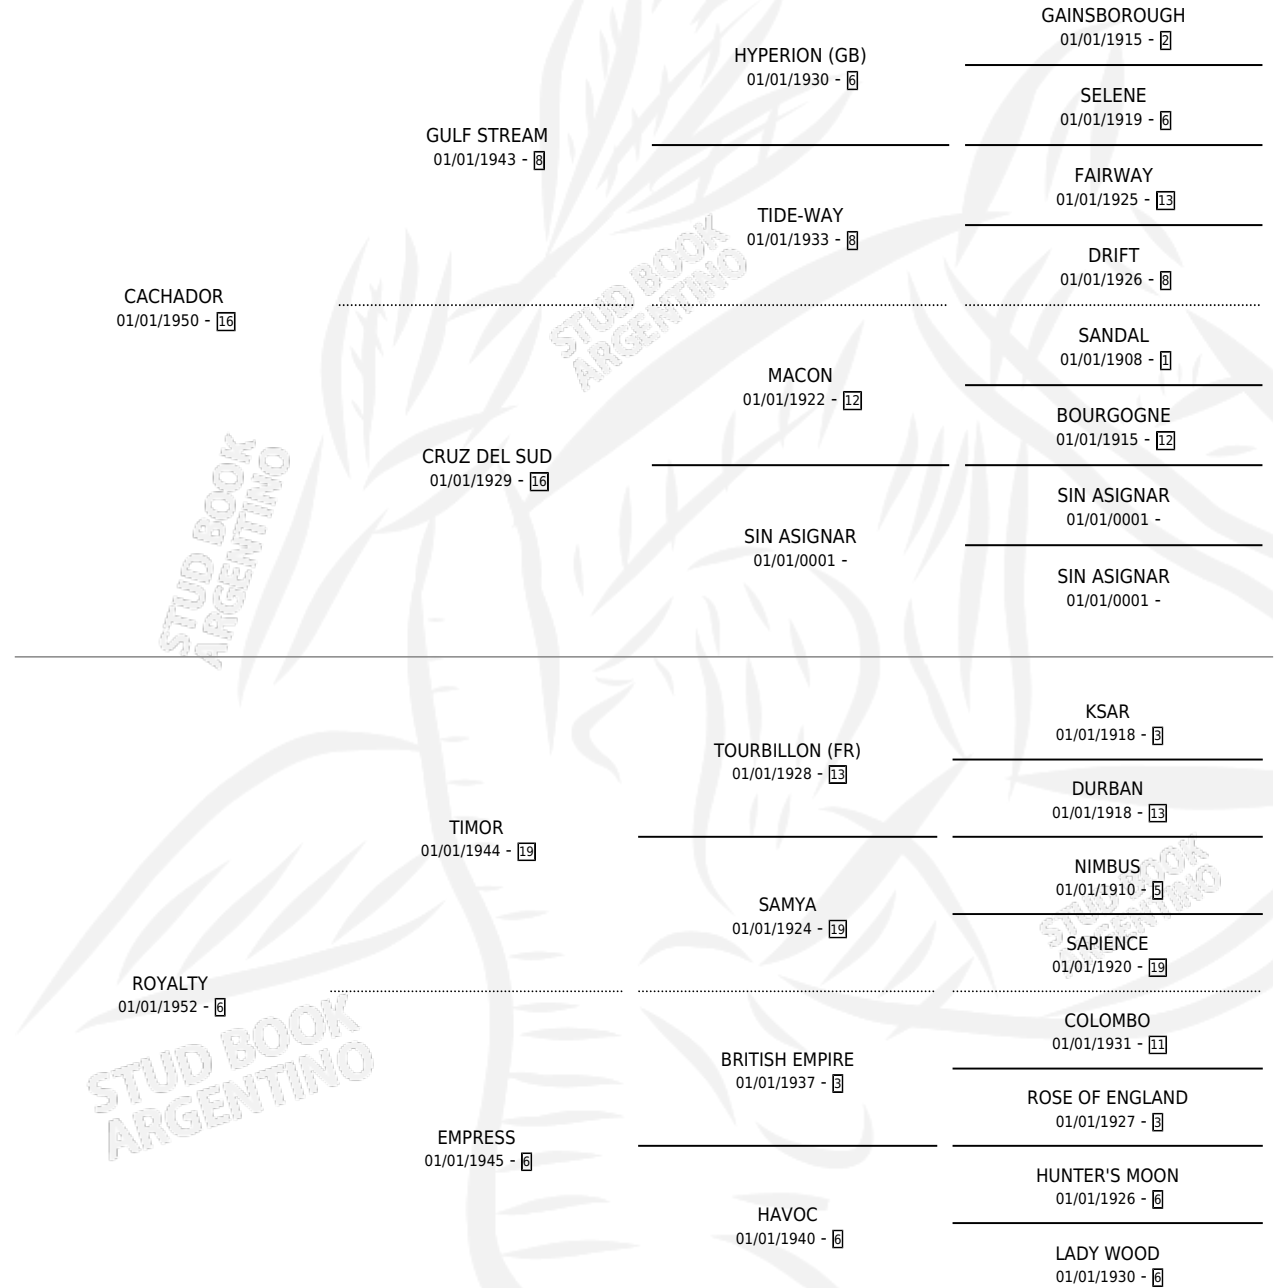 GAINSBOROUGH
01/01/1915 - 2
HYPERION (GB)
01/01/1930 - 6
SELENE
01/01/1919 - 6
GULF STREAM
01/01/1943 - 8
FAIRWAY
01/01/1925 - 13
TIDE-WAY
01/01/1933 - 8
DRIFT
01/01/1926 - 8
CACHADOR
01/01/1950 - 16
STUD BOOK
ARGENTINO
SANDAL
01/01/1908 - 1
MACON
01/01/1922 - 12
BOURGOGNE
01/01/1915 - 12
CRUZ DEL SUD
01/01/1929 - 16
SIN ASIGNAR
01/01/0001 -
SIN ASIGNAR
01/01/0001 -
SIN ASIGNAR
01/01/0001 -
STUD BOOK
ARGENTINO
KSAR
01/01/1918 - 3
TOURBILLON (FR)
01/01/1928 - 13
DURBAN
01/01/1918 - 13
TIMOR
01/01/1944 - 19
NIMBUS
01/01/1910 - 5
SAMYA
01/01/1924 - 19
STUD BOOK
ARGENTINO
SAPIENCE
01/01/1920 - 19
ROYALTY
01/01/1952 - 6
STUD BOOK
ARGENTINO
COLOMBO
01/01/1931 - 11
BRITISH EMPIRE
01/01/1937 - 3
ROSE OF ENGLAND
01/01/1927 - 3
EMPRESS
01/01/1945 - 6
HUNTER'S MOON
01/01/1926 - 6
HAVOC
01/01/1940 - 6
LADY WOOD
01/01/1930 - 6